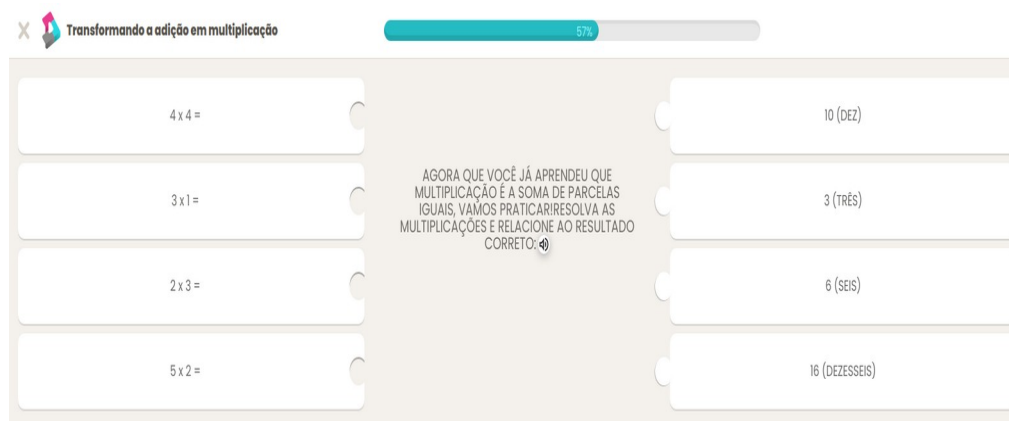 Transformando a adição em multiplicação
57%
4 x 4 =
3 x 1 =
2 x 3 =
5 x 2 =
AGORA QUE VOCÊ JÁ APRENDEU QUE
MULTIPLICAÇÃO É A SOMA DE PARCELAS
IGUAIS, VAMOS PRATICAR!RESOLVA AS
MULTIPLICAÇÕES E RELACIONE AO RESULTADO
CORRETO:
10 (DEZ)
3 (TRÊS)
6 (SEIS)
16 (DEZESSEIS)